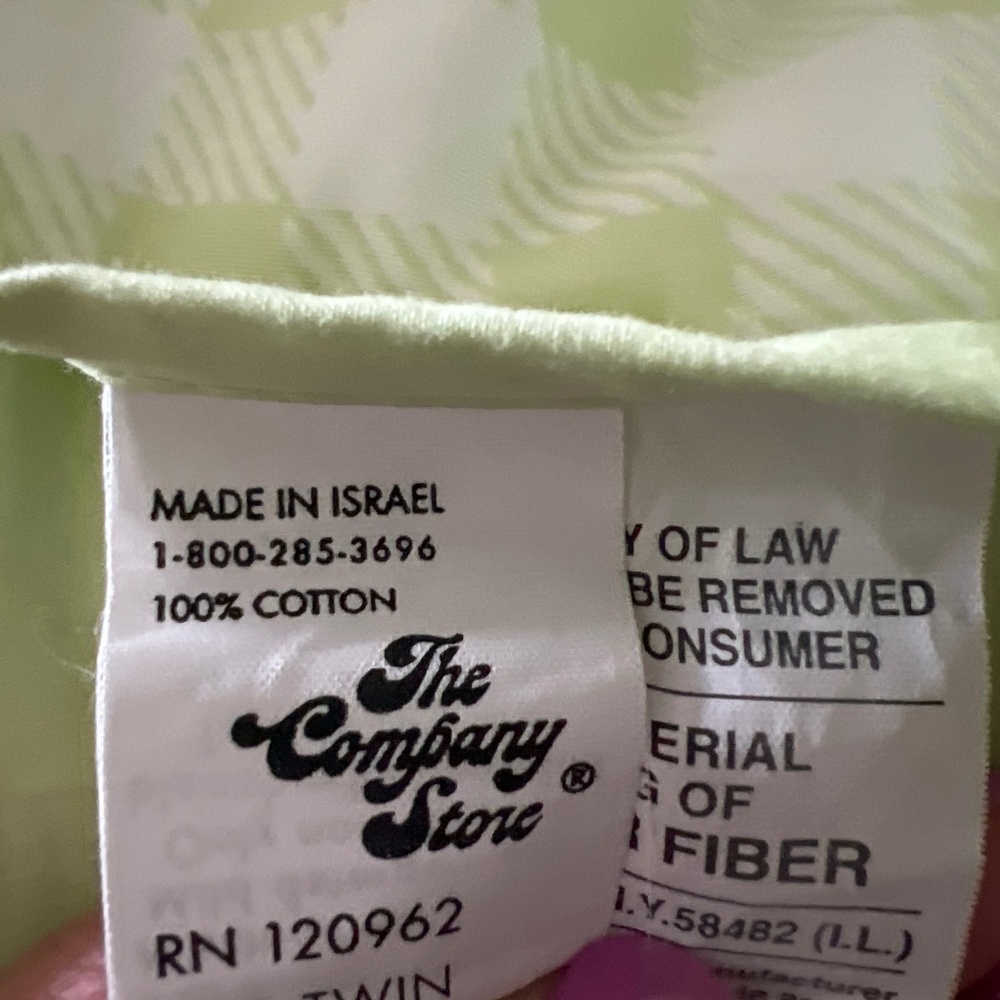 MADE IN ISRAEL
1-800-285-3696
100% COTTON
The
Company
Store®
RN 120962
TWIN
Y OF LAW
BE REMOVED
ONSUMER
ERIAL
G OF
R FIBER
.Y.58482 (I.L.)